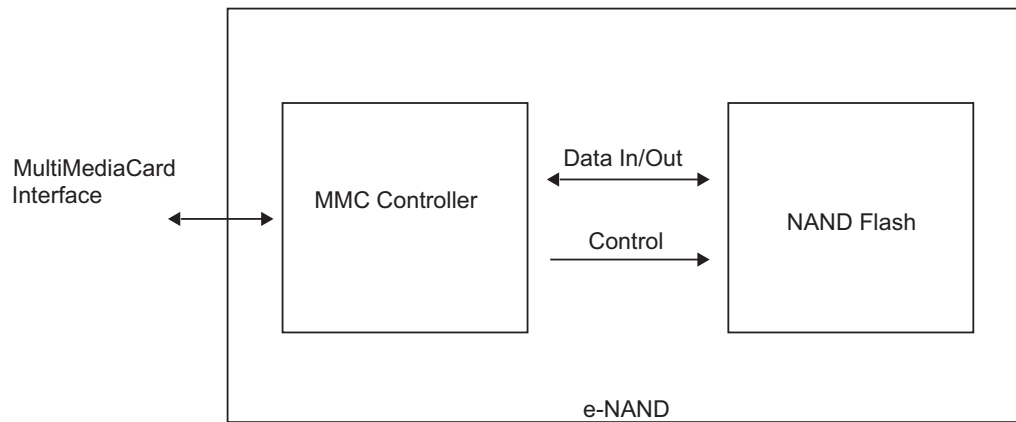 MultiMediaCard
Interface
MMC Controller
Data In/Out
Control
NAND Flash
e-NAND